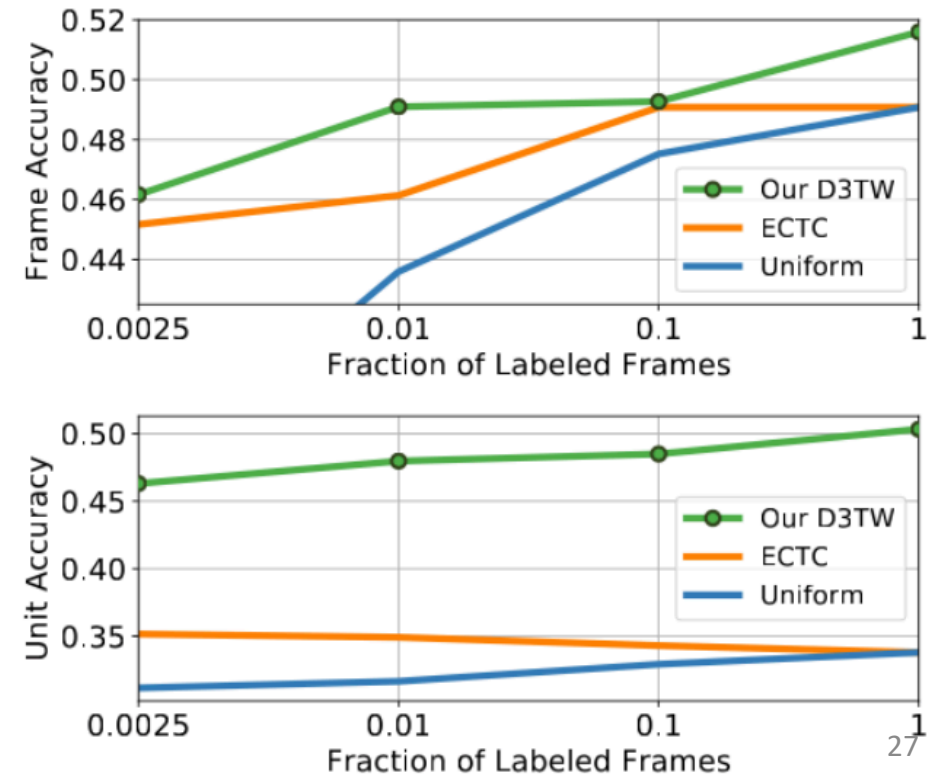 0.52
0.50
0.48
0.46
0.44
Frame Accuracy
Our D3TW
ECTC
Uniform
0.0025 0.01 0.1 1
Fraction of Labeled Frames
0.50
0.45
0.40
0.35
Unit Accuracy
Our D3TW
ECTC
Uniform
0.0025 0.01 0.1 1
Fraction of Labeled Frames
27